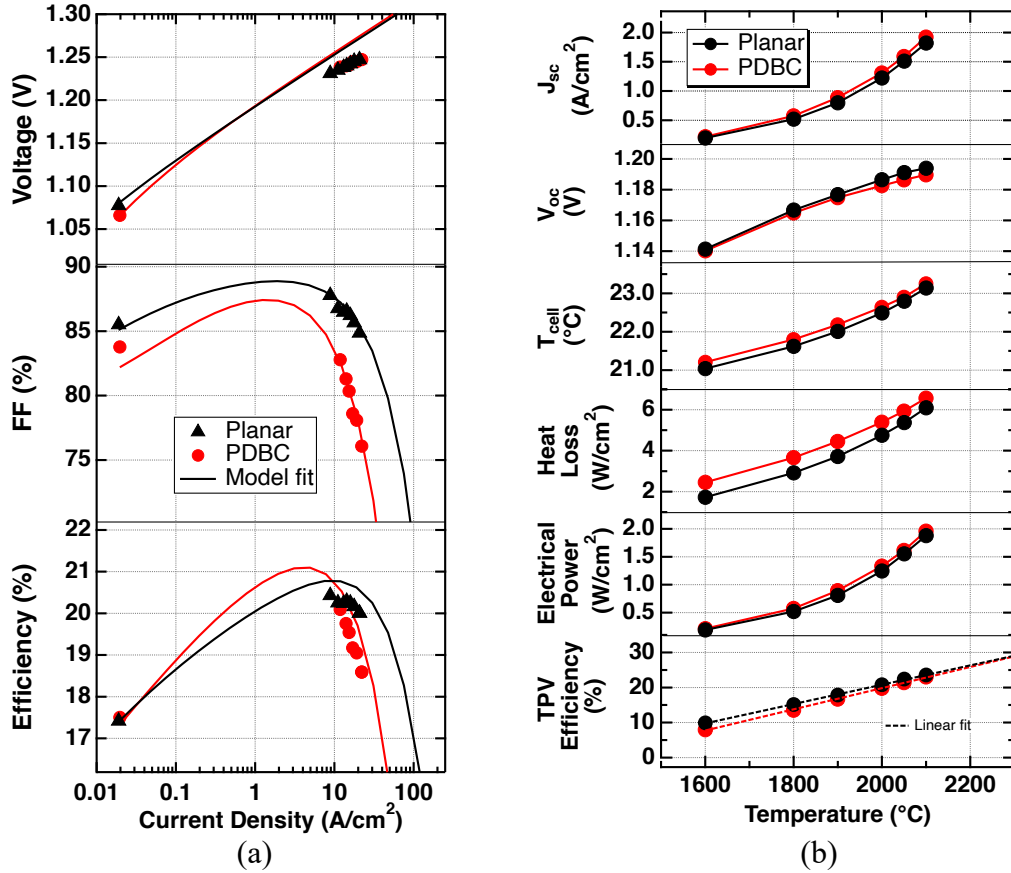 1.30
1.25
1.20
1.15
1.10
1.05
Voltage (V)
90
85
80
75
FF (%)
Planar
PDBC
Model fit
22
21
20
19
18
17
Efficiency (%)
0.01
0.1
1
10
100
Current Density (A/cm²)
(a)
Planar
PDBC
2.0
1.5
1.0
0.5
J_sc
(A/cm²)
1.20
1.18
1.16
1.14
V_oc
(V)
23.0
22.0
21.0
T_cell
(°C)
6
4
2
Heat
Loss
(W/cm²)
2.0
1.5
1.0
0.5
Electrical
Power
(W/cm²)
30
20
10
0
TPV
Efficiency
(%)
Linear fit
1600
1800
2000
2200
Temperature (°C)
(b)